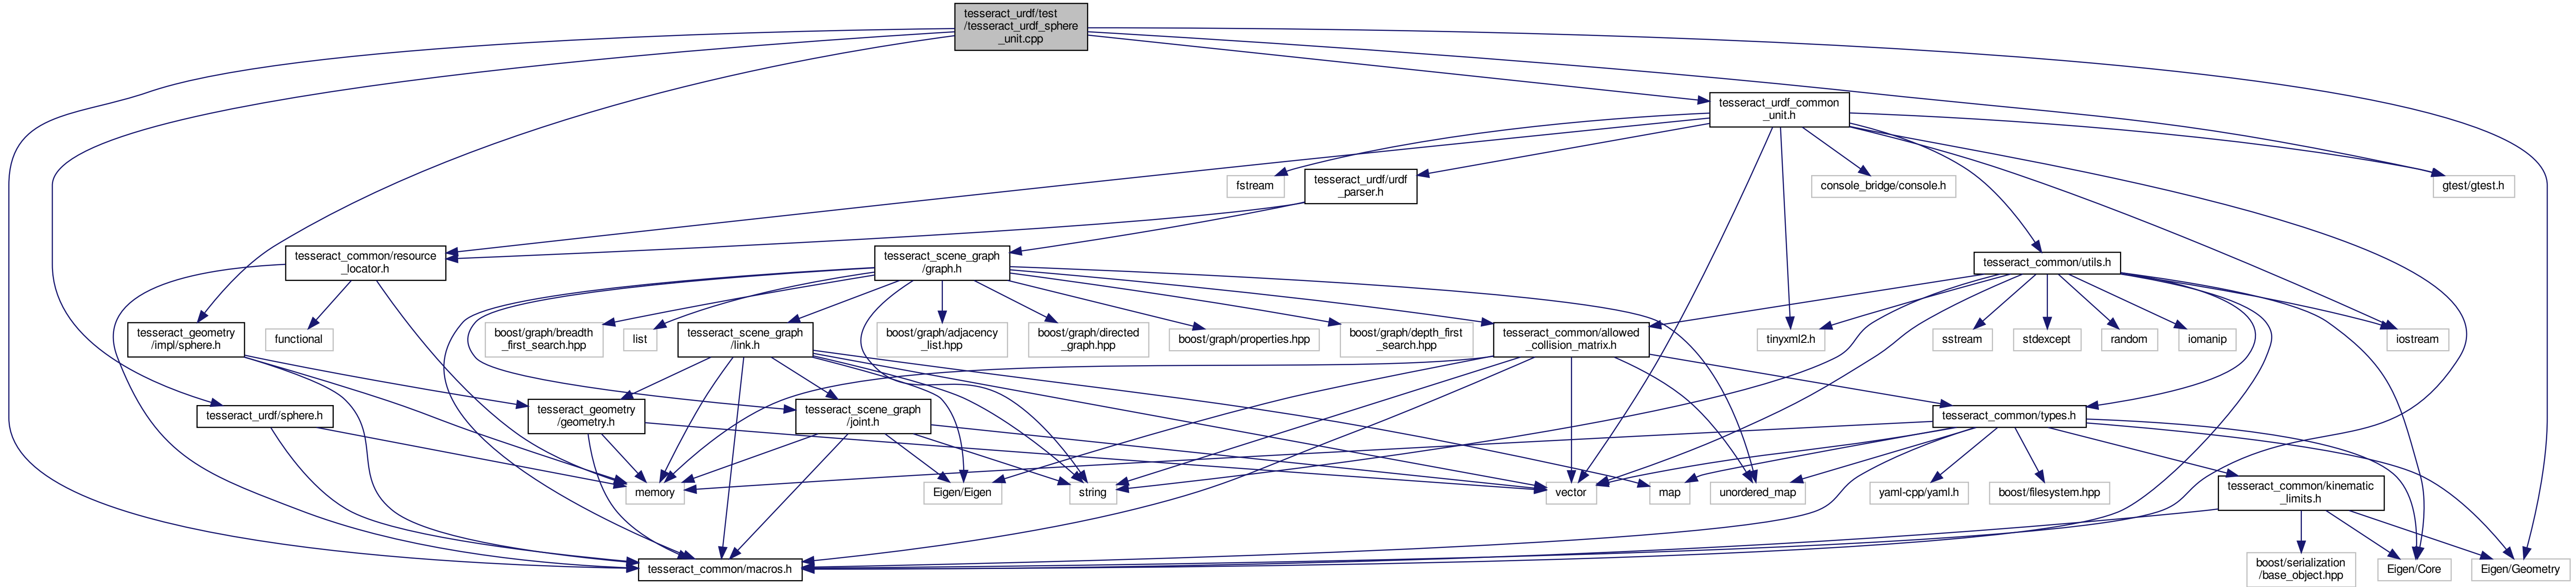 tesseract_urdf/test
/tesseract_urdf_sphere
_unit.cpp
tesseract_urdf_common
_unit.h
fstream
tesseract_urdf/urdf
_parser.h
console_bridge/console.h
gtest/gtest.h
tesseract_common/resource
_locator.h
tesseract_scene_graph
/graph.h
tesseract_common/utils.h
tesseract_geometry
/impl/sphere.h
functional
boost/graph/breadth
_first_search.hpp
list
tesseract_scene_graph
/link.h
boost/graph/adjacency
_list.hpp
boost/graph/directed
_graph.hpp
boost/graph/properties.hpp
boost/graph/depth_first
_search.hpp
tesseract_common/allowed
_collision_matrix.h
tinyxml2.h
sstream
stdexcept
random
iomanip
iostream
tesseract_urdf/sphere.h
tesseract_geometry
/geometry.h
tesseract_scene_graph
/joint.h
tesseract_common/types.h
memory
Eigen/Eigen
string
vector
map
unordered_map
yaml-cpp/yaml.h
boost/filesystem.hpp
tesseract_common/kinematic
_limits.h
tesseract_common/macros.h
boost/serialization
/base_object.hpp
Eigen/Core
Eigen/Geometry